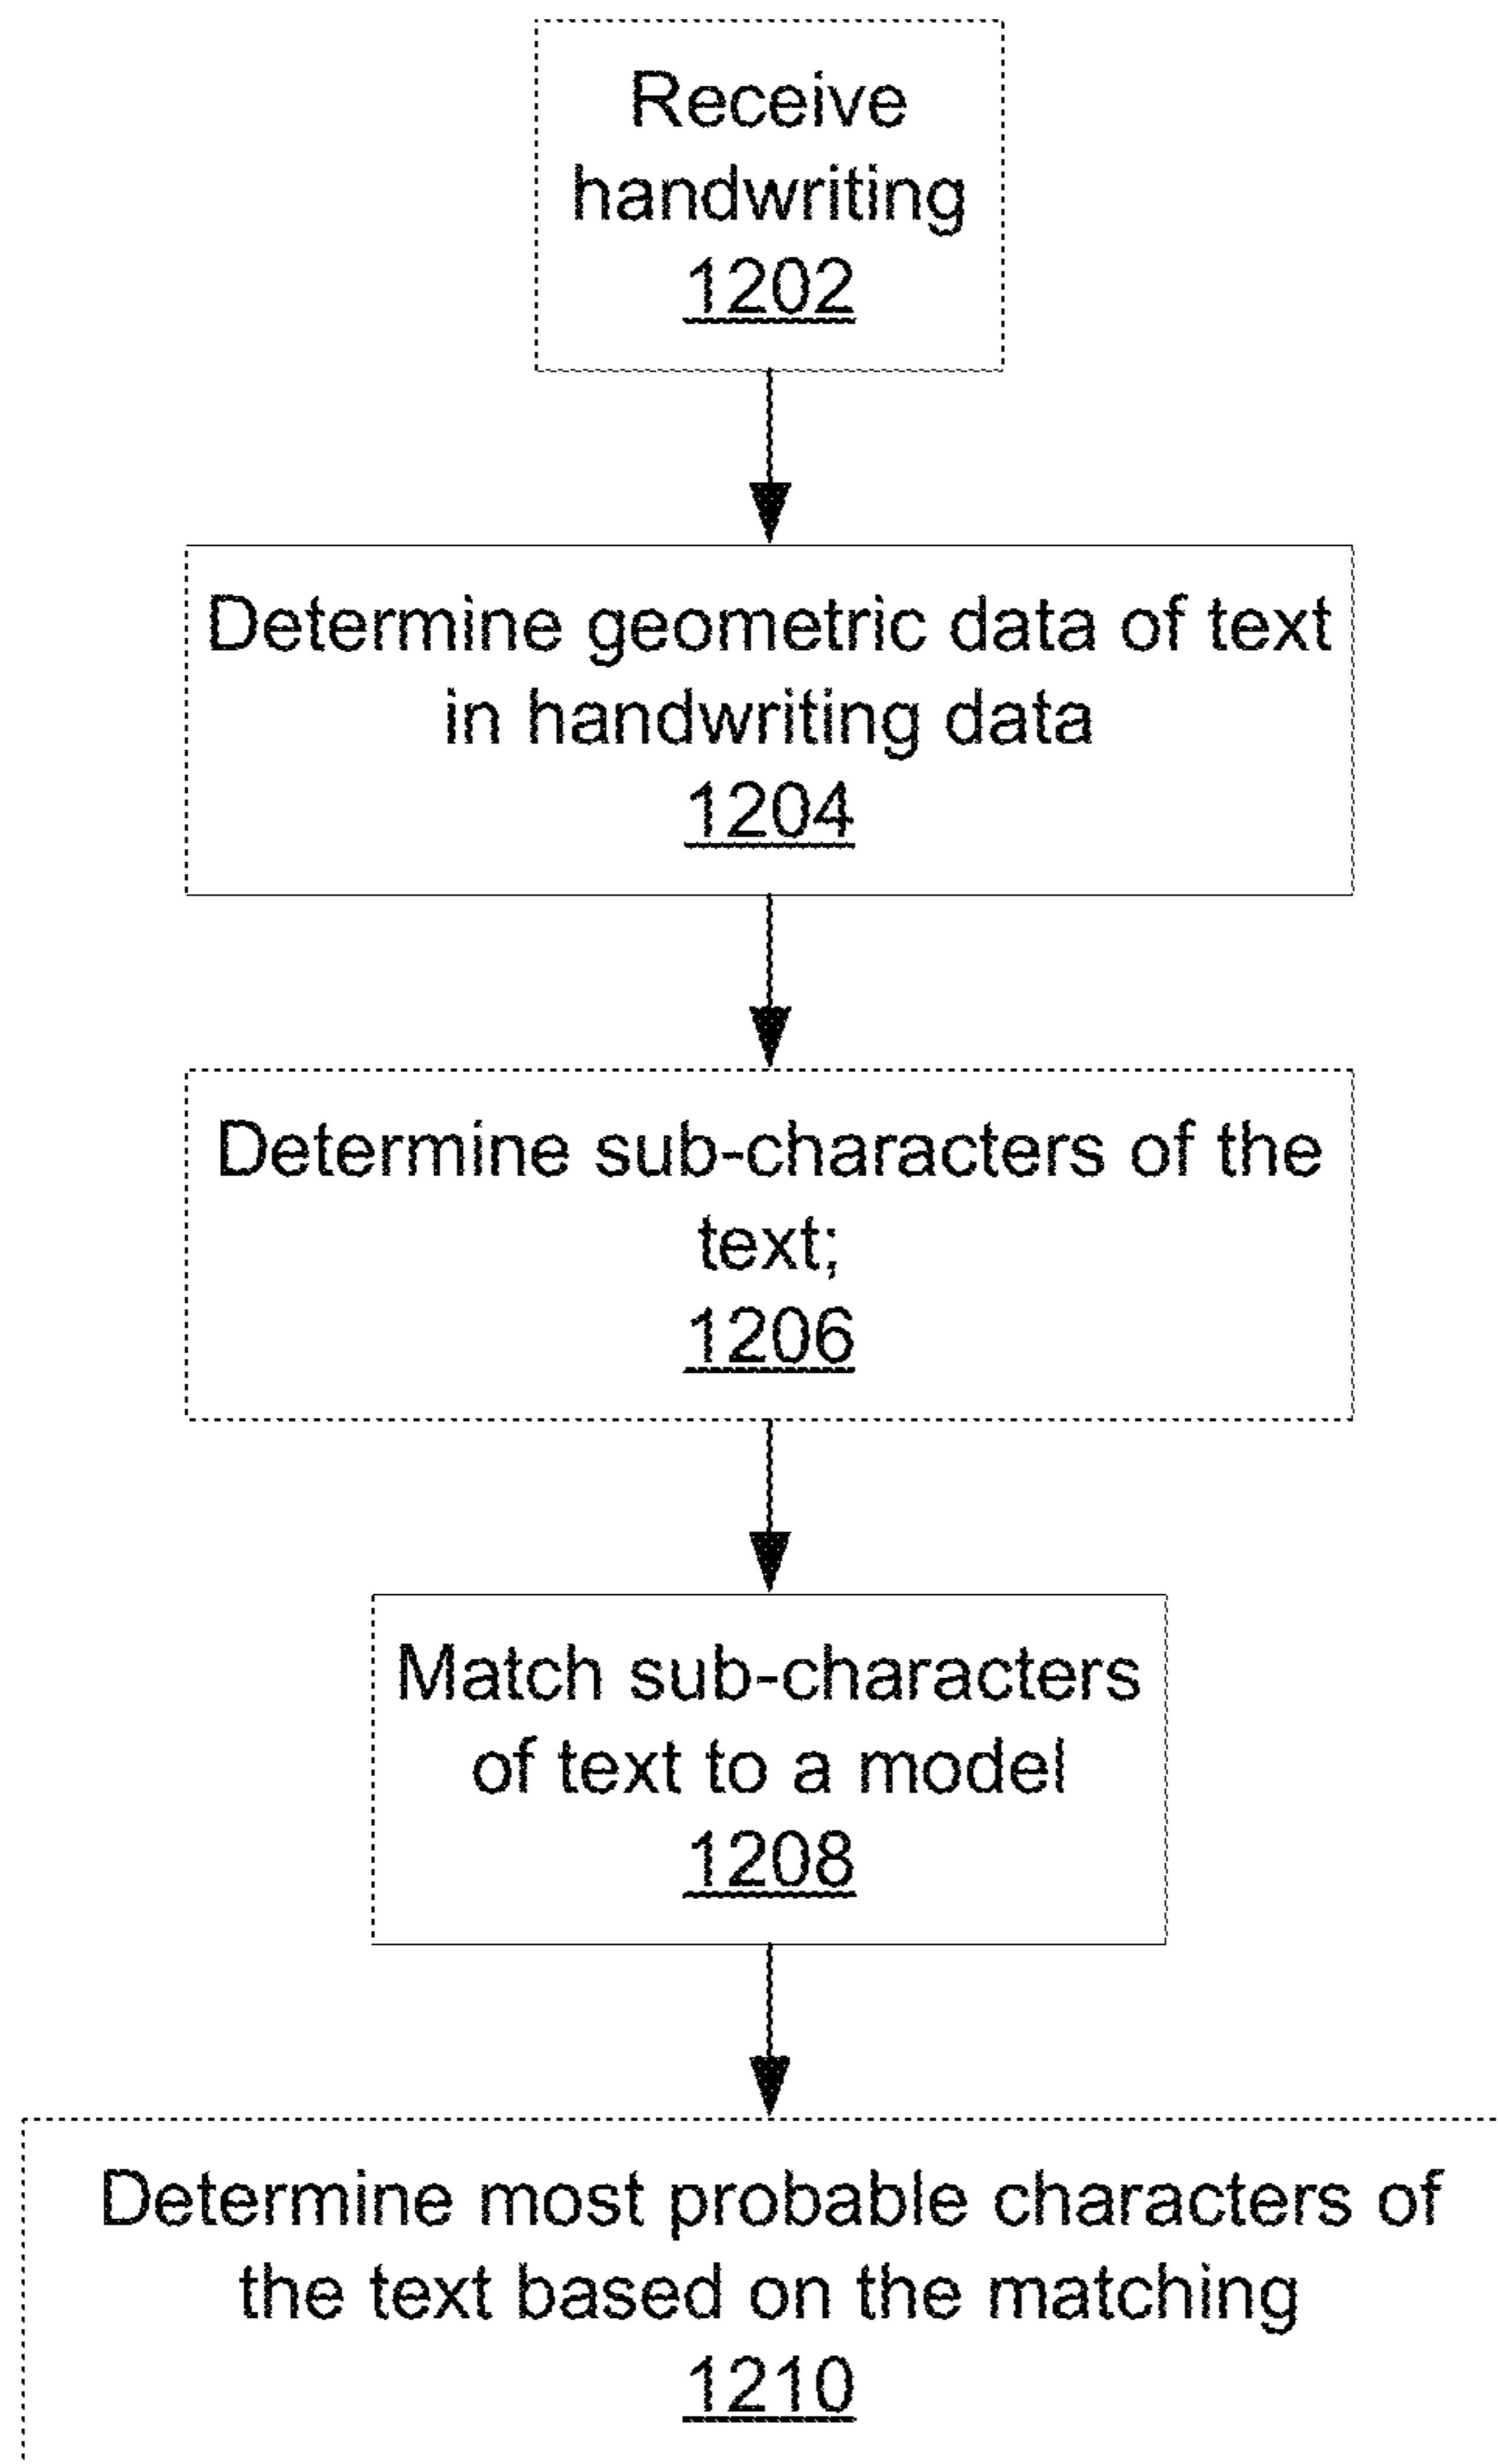 Receive
handwriting
1202
Determine geometric data of text
in handwriting data
1204
Determine sub-characters of the
text;
1206
Match sub-characters
of text to a model
1208
Determine most probable characters of
the text based on the matching
1210